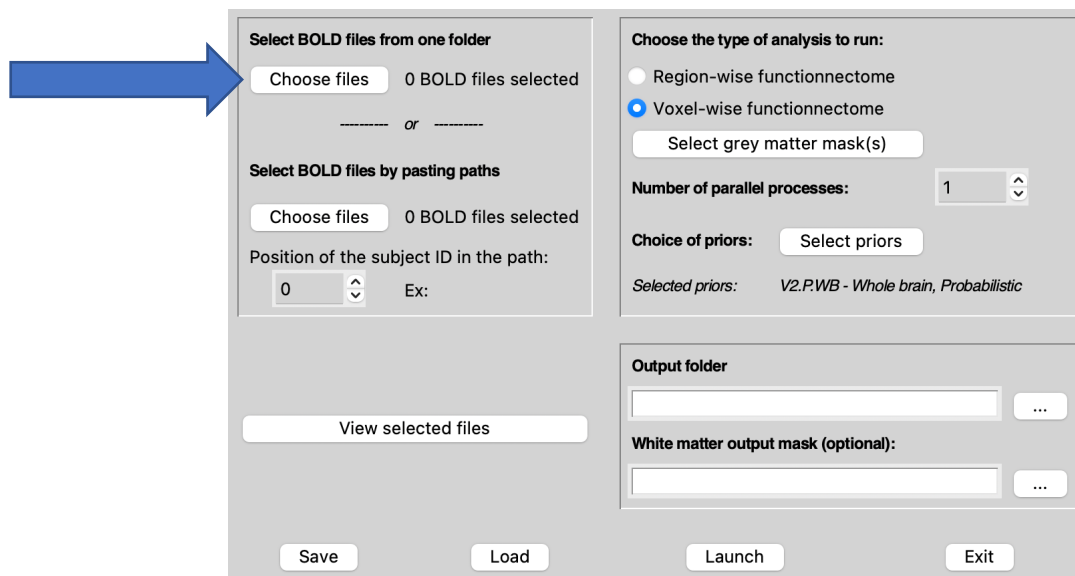 Select BOLD files from one folder
Choose files 0 BOLD files selected
---------- or ----------
Select BOLD files by pasting paths
Choose files 0 BOLD files selected
Position of the subject ID in the path:
0 Ex:
View selected files
Choose the type of analysis to run:
Region-wise functionnectome
Voxel-wise functionnectome
Select grey matter mask(s)
Number of parallel processes: 1
Choice of priors: Select priors
Selected priors: V2.P.WB - Whole brain, Probabilistic
Output folder
...
White matter output mask (optional):
...
Save Load Launch Exit